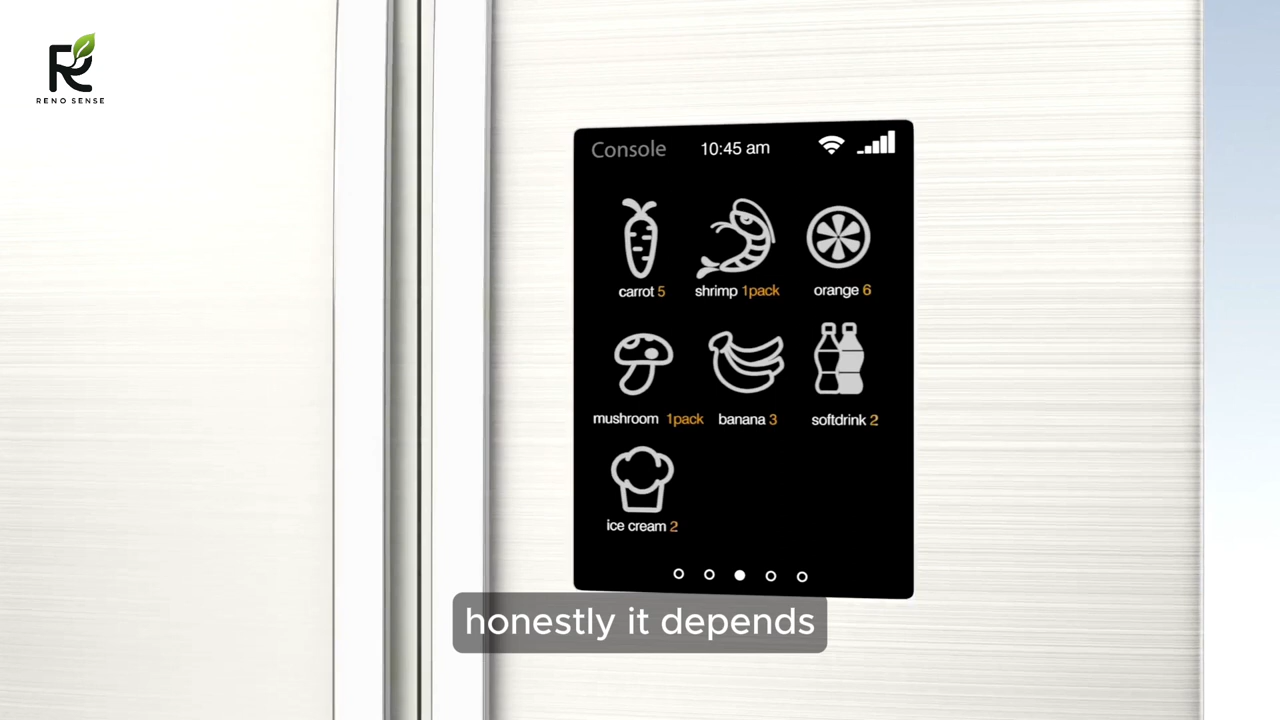 RENO SENSE
Console 10:45 am
carrot 5 shrimp 1pack orange 6
mushroom 1pack banana 3 softdrink 2
ice cream 2
honestly it depends